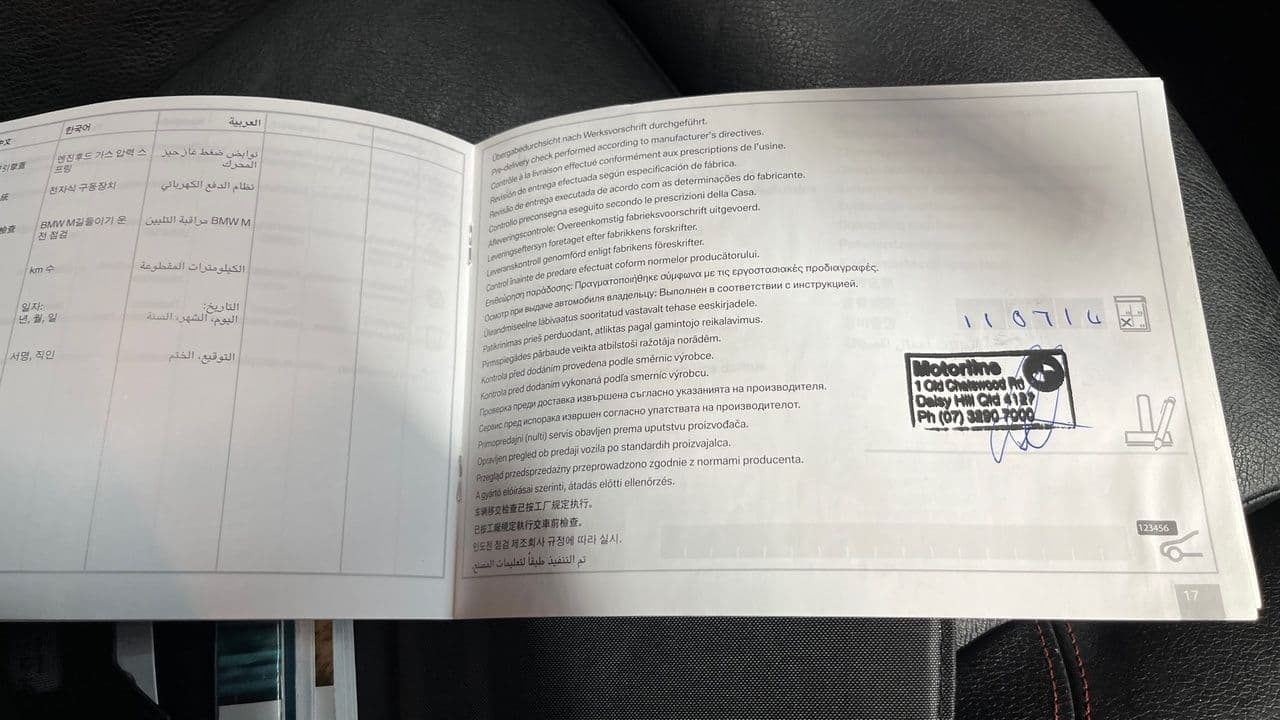 中文
한국어
العربية
엔진후드 가스 압력 스
프링
نوابض ضغط غاز حيز
المحرك
전자식 구동장치
نظام الدفع الكهربائي
BMW M길들이기 운
전 점검
BMW M مراقبة التليين
km 수
الكيلومترات المقطوعة
일자:
년, 월, 일
التاريخ:
اليوم، الشهر، السنة
서명, 직인
التوقيع، الختم
Übergabedurchsicht nach Werksvorschrift durchgeführt.
Pre-delivery check performed according to manufacturer's directives.
Contrôle à la livraison effectué conformément aux prescriptions de l'usine.
Revisión de entrega efectuada según especificación de fábrica.
Revisão de entrega executada de acordo com as determinações do fabricante.
Controllo preconsegna eseguito secondo le prescrizioni della Casa.
Afleveringscontrole: Overeenkomstig fabrieksvoorschrift uitgevoerd.
Leveringseftersyn foretaget efter fabrikkens forskrifter.
Leveranskontroll genomförd enligt fabrikens föreskrifter.
Control înainte de predare efectuat coform normelor producătorului.
Επιθεώρηση παράδοσης: Πραγματοποιήθηκε σύμφωνα με τις εργοστασιακές προδιαγραφές.
Осмотр при выдаче автомобиля владельцу: Выполнен в соответствии с инструкцией.
Üleandmiseelne läbivaatus sooritatud vastavalt tehase eeskirjadele.
Patikrinimas prieš perduodant, atliktas pagal gamintojo reikalavimus.
Pirmspiegādes pārbaude veikta atbilstoši ražotāja norādēm.
Kontrola před dodáním provedena podle směrnic výrobce.
Kontrola pred dodaním vykonaná podľa smerníc výrobcu.
Проверка преди доставка извършена съгласно указанията на производителя.
Сервис пред испорака извршен согласно упатствата на производителот.
Primopredajni (nulti) servis obavljen prema uputstvu proizvođača.
Opravljen pregled ob predaji vozila po standardih proizvajalca.
Przegląd przedsprzedażny przeprowadzono zgodnie z normami producenta.
A gyártó előírásai szerinti, átadás előtti ellenőrzés.
车辆移交检查已按工厂规定执行。
已按工廠規定執行交車前檢查。
인도전 점검 제조회사 규정에 따라 실시.
تم التنفيذ طبقاً لتعليمات المصنع.
110714
Motorline
1 Old Chatswood Rd
Daisy Hill Qld 4127
Ph (07) 3290 7000
123456
17